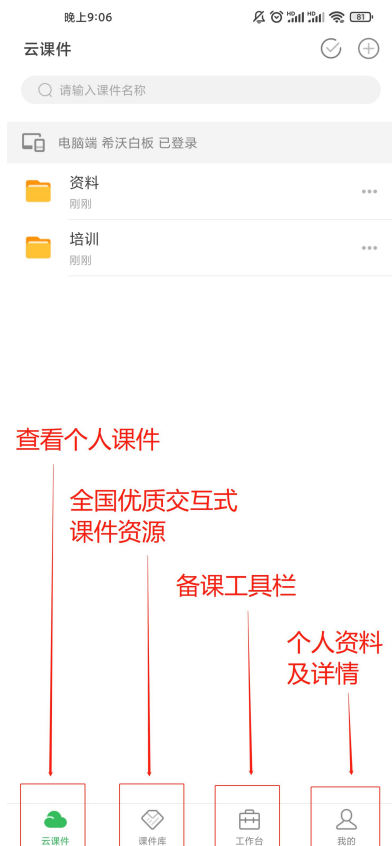 晚上9:06
HD
HD
81
云课件
请输入课件名称
电脑端 希沃白板 已登录
资料
刚刚
培训
刚刚
查看个人课件
全国优质交互式
课件资源
备课工具栏
个人资料
及详情
云课件
课件库
工作台
我的